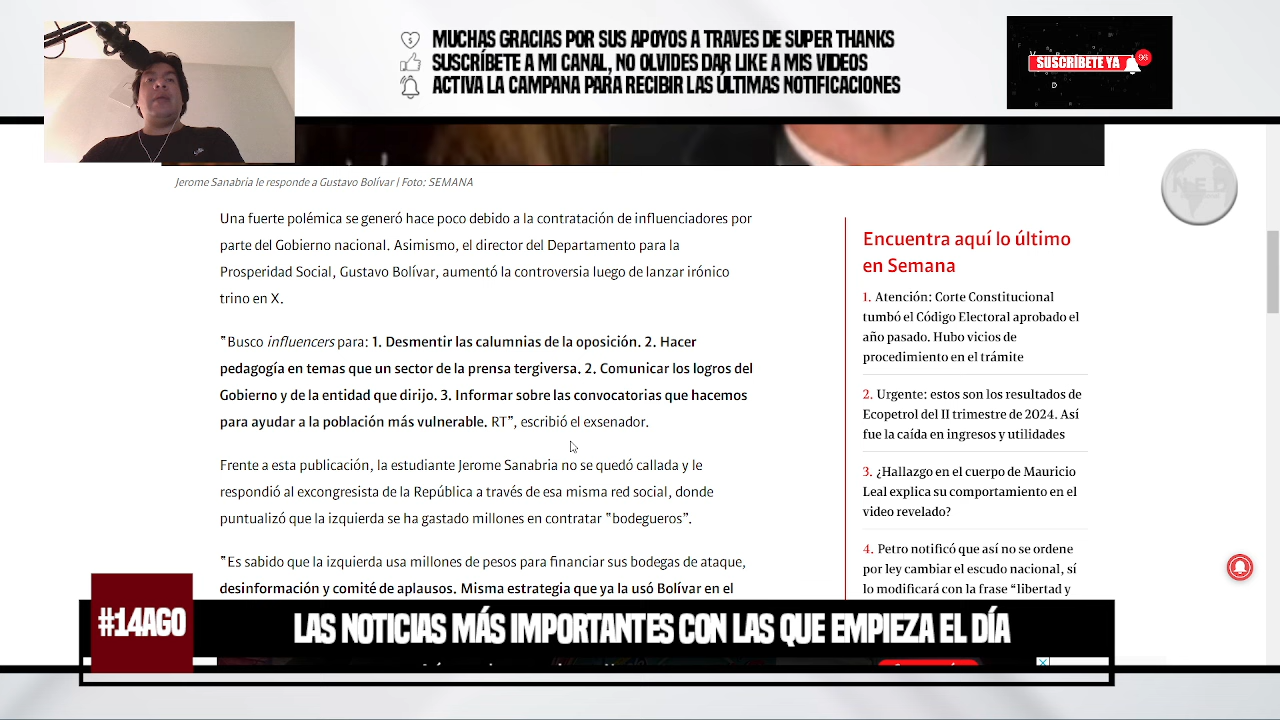 MUCHAS GRACIAS POR SUS APOYOS A TRAVES DE SUPER THANKS
SUSCRÍBETE A MI CANAL, NO OLVIDES DAR LIKE A MIS VIDEOS
ACTIVA LA CAMPANA PARA RECIBIR LAS ÚLTIMAS NOTIFICACIONES
SUSCRÍBETE YA
96
N.E.D
Jerome Sanabria le responde a Gustavo Bolívar | Foto: SEMANA
Una fuerte polémica se generó hace poco debido a la contratación de influenciadores por
parte del Gobierno nacional. Asimismo, el director del Departamento para la
Prosperidad Social, Gustavo Bolívar, aumentó la controversia luego de lanzar irónico
trino en X.
"Busco influencers para: 1. Desmentir las calumnias de la oposición. 2. Hacer
pedagogía en temas que un sector de la prensa tergiversa. 2. Comunicar los logros del
Gobierno y de la entidad que dirijo. 3. Informar sobre las convocatorias que hacemos
para ayudar a la población más vulnerable. RT”, escribió el exsenador.
Frente a esta publicación, la estudiante Jerome Sanabria no se quedó callada y le
respondió al excongresista de la República a través de esa misma red social, donde
puntualizó que la izquierda se ha gastado millones en contratar “bodegueros”.
“Es sabido que la izquierda usa millones de pesos para financiar sus bodegas de ataque,
desinformación y comité de aplausos. Misma estrategia que ya la usó Bolívar en el
Encuentra aquí lo último
en Semana
1. Atención: Corte Constitucional
tumbó el Código Electoral aprobado el
año pasado. Hubo vicios de
procedimiento en el trámite
2. Urgente: estos son los resultados de
Ecopetrol del II trimestre de 2024. Así
fue la caída en ingresos y utilidades
3. ¿Hallazgo en el cuerpo de Mauricio
Leal explica su comportamiento en el
video revelado?
4. Petro notificó que así no se ordene
por ley cambiar el escudo nacional, sí
lo modificará con la frase “libertad y
#14AGO
LAS NOTICIAS MÁS IMPORTANTES CON LAS QUE EMPIEZA EL DÍA